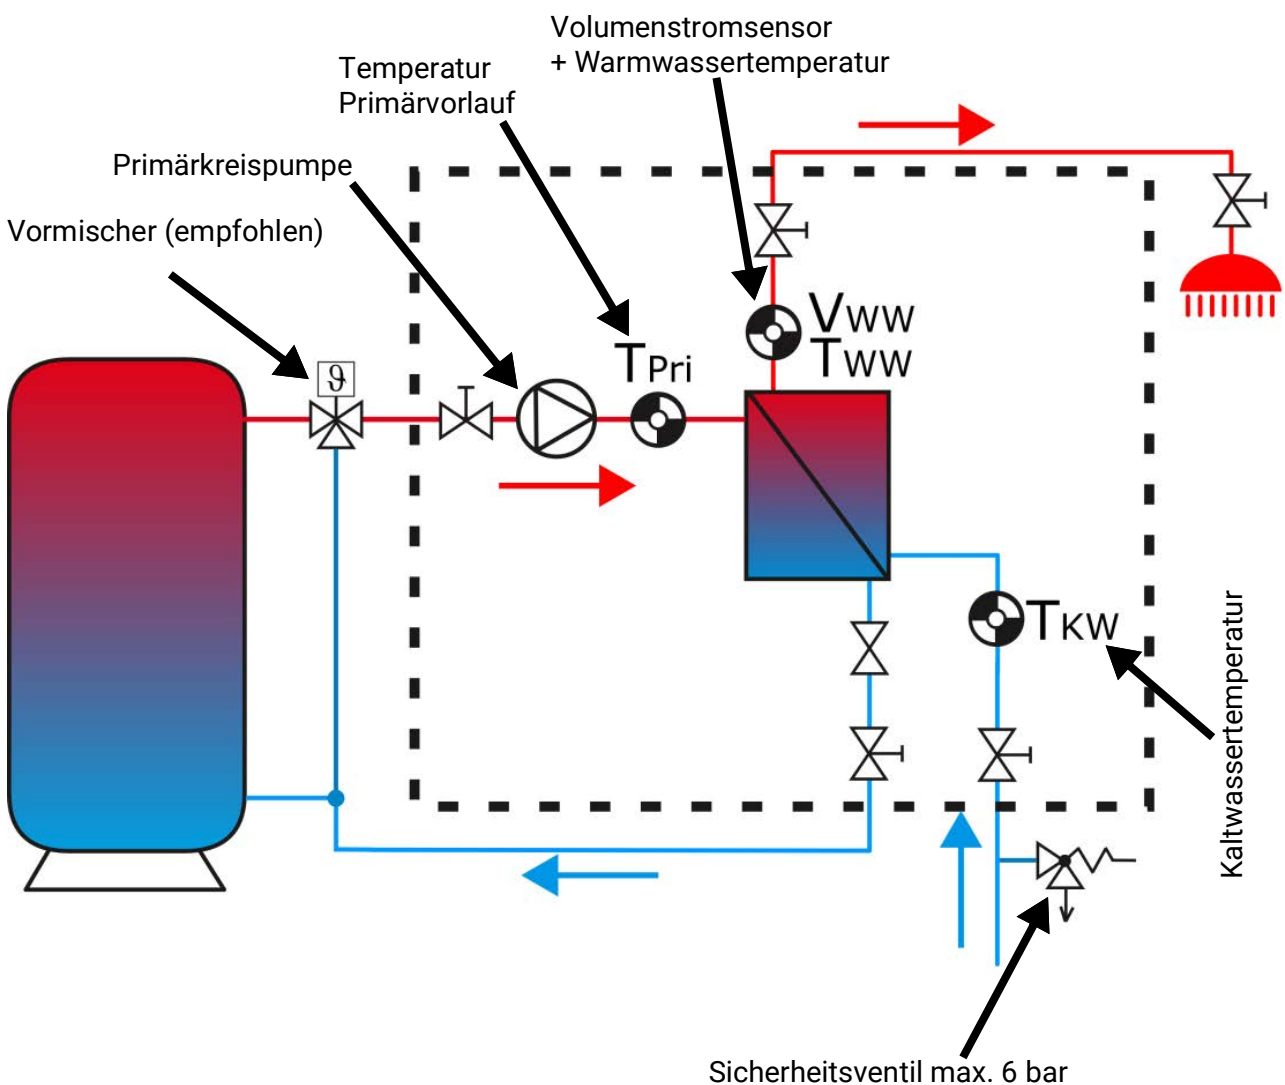 Volumenstromsensor
+ Warmwassertemperatur
Temperatur
Primärvorlauf
Primärkreispumpe
Vormischer (empfohlen)
VWW
TWW
TPri
ϑ
TKW
Kaltwassertemperatur
Sicherheitsventil max. 6 bar